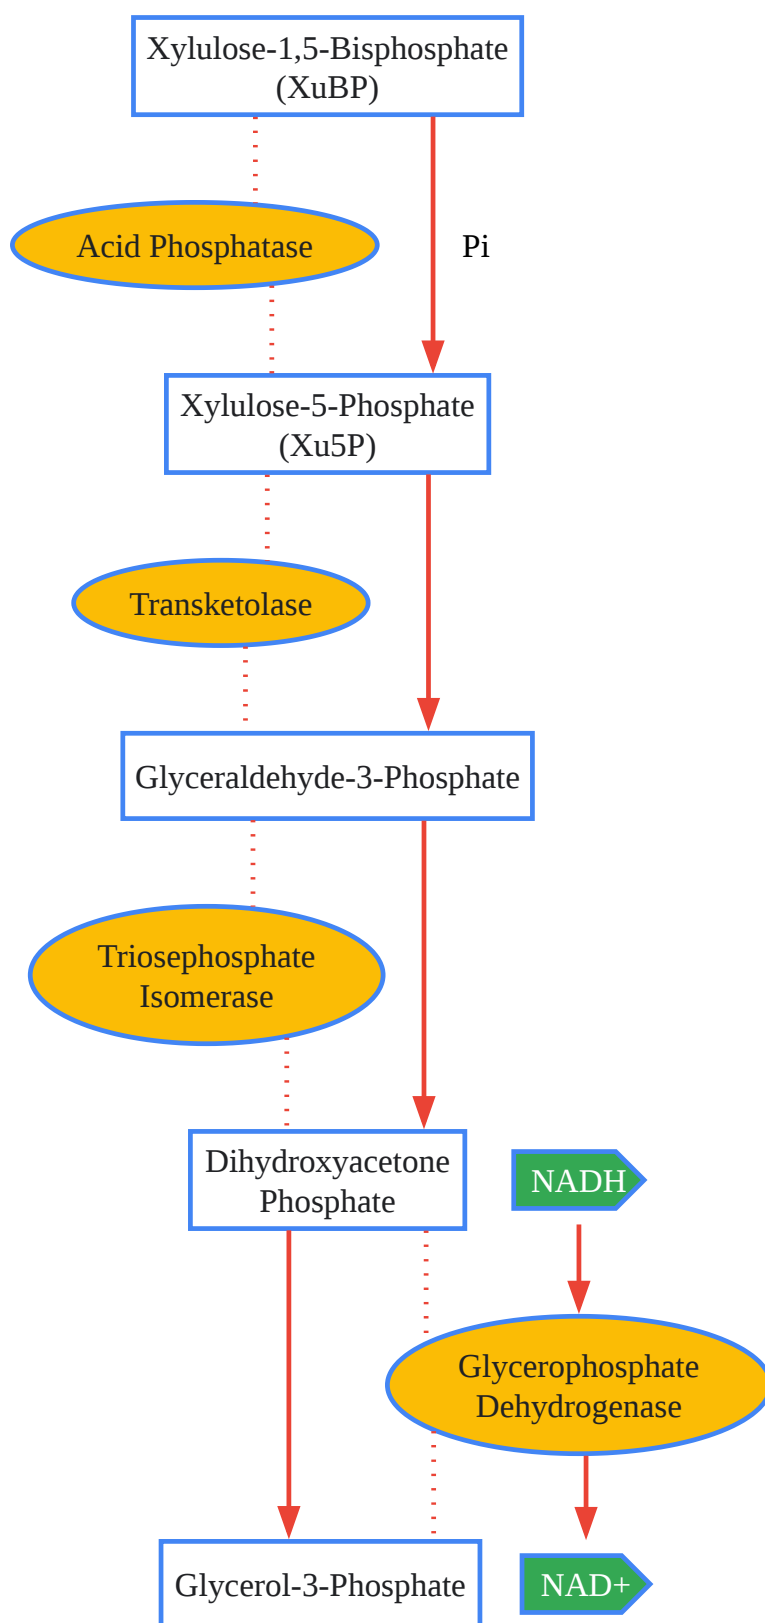 Xylulose-1,5-Bisphosphate
(XuBP)
Acid Phosphatase
Pi
Xylulose-5-Phosphate
(Xu5P)
Transketolase
Glyceraldehyde-3-Phosphate
Triosephosphate
Isomerase
Dihydroxyacetone
Phosphate
NADH
Glycerophosphate
Dehydrogenase
Glycerol-3-Phosphate
NAD+